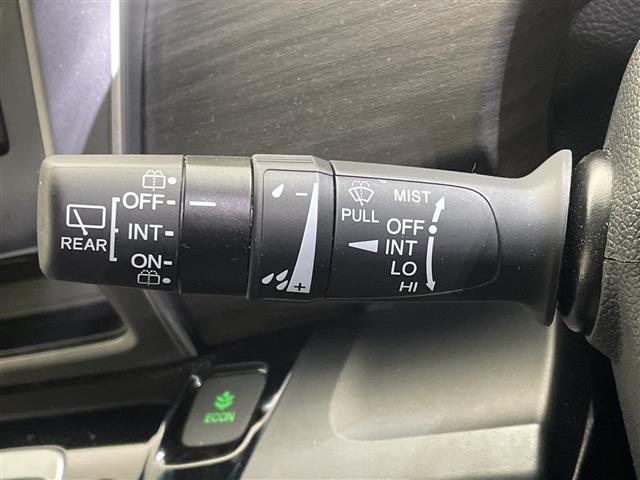 OFF
REAR INT
ON
− +
PULL
MIST
OFF
INT
LO
HI
ECON